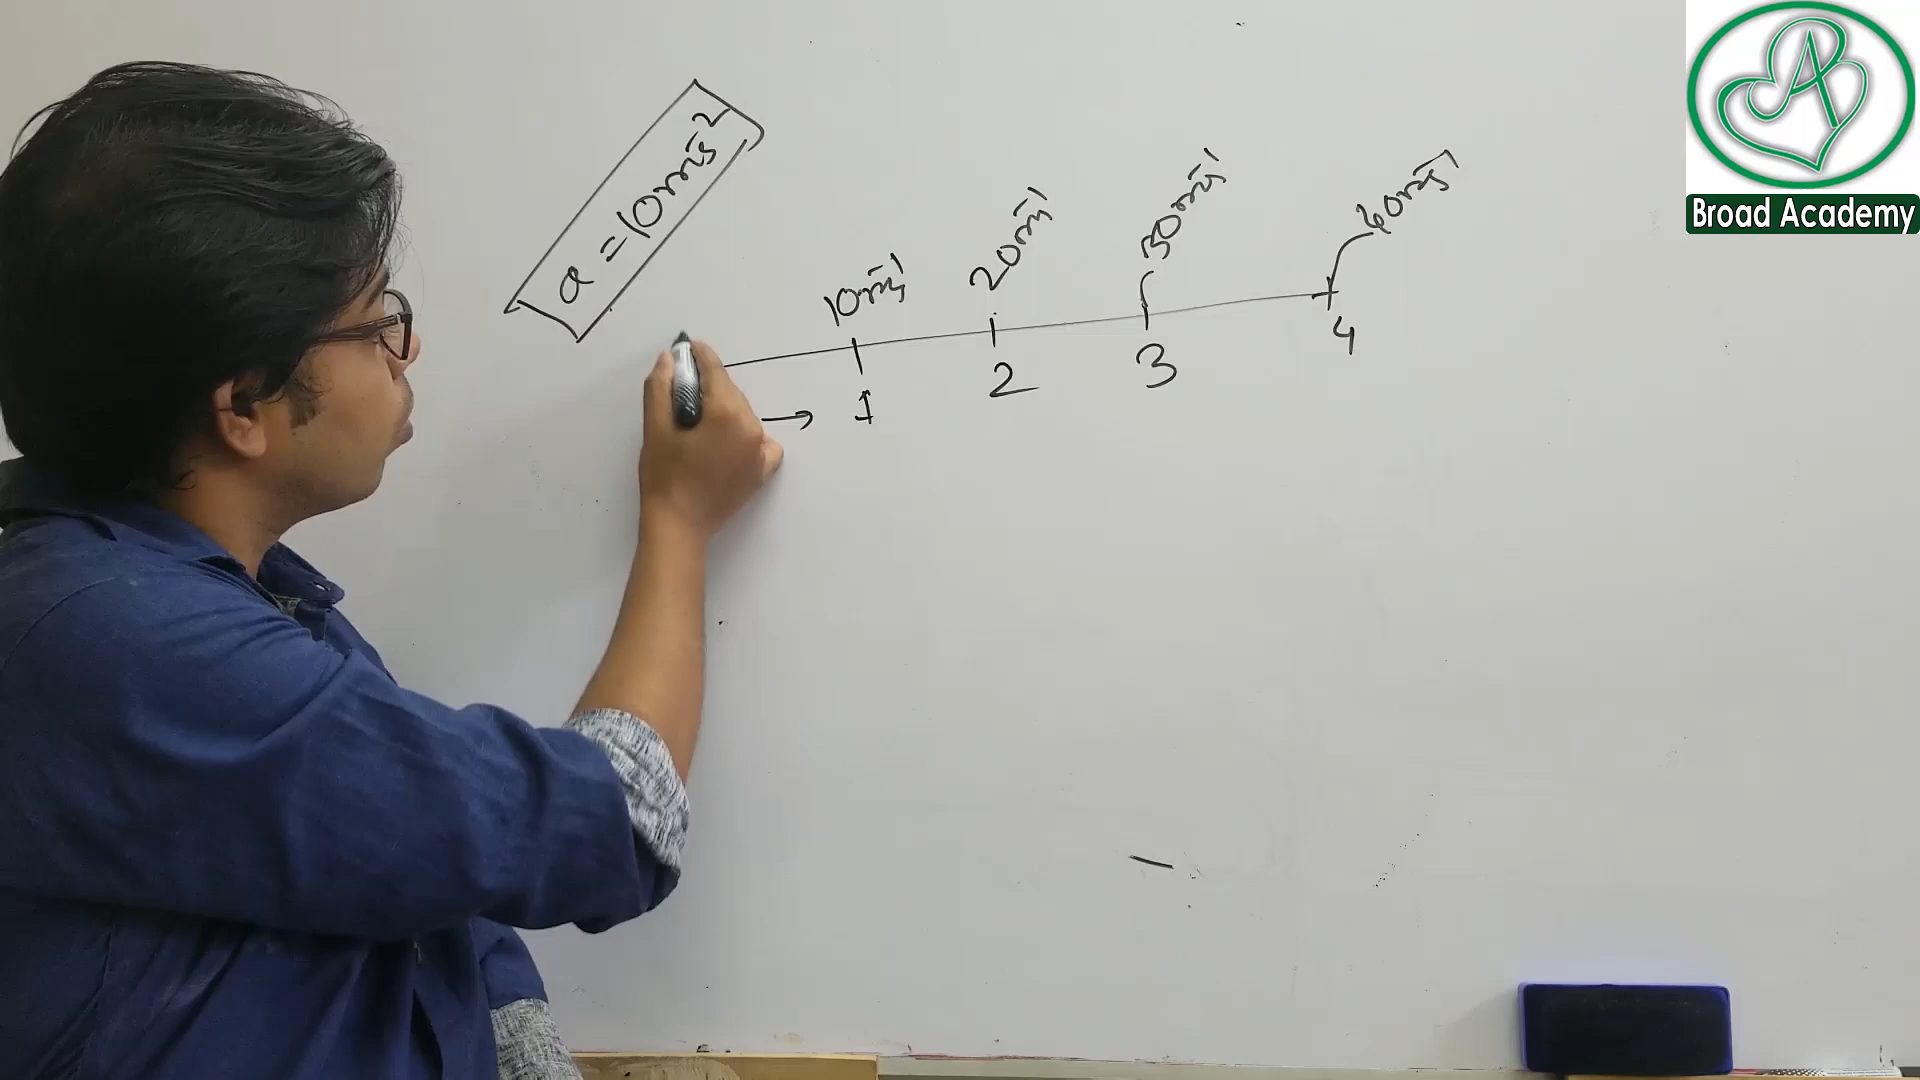 a = 10ms⁻²
10ms⁻¹
20ms⁻¹
30ms⁻¹
40ms⁻¹
→ 1
2
3
4
A
Broad Academy